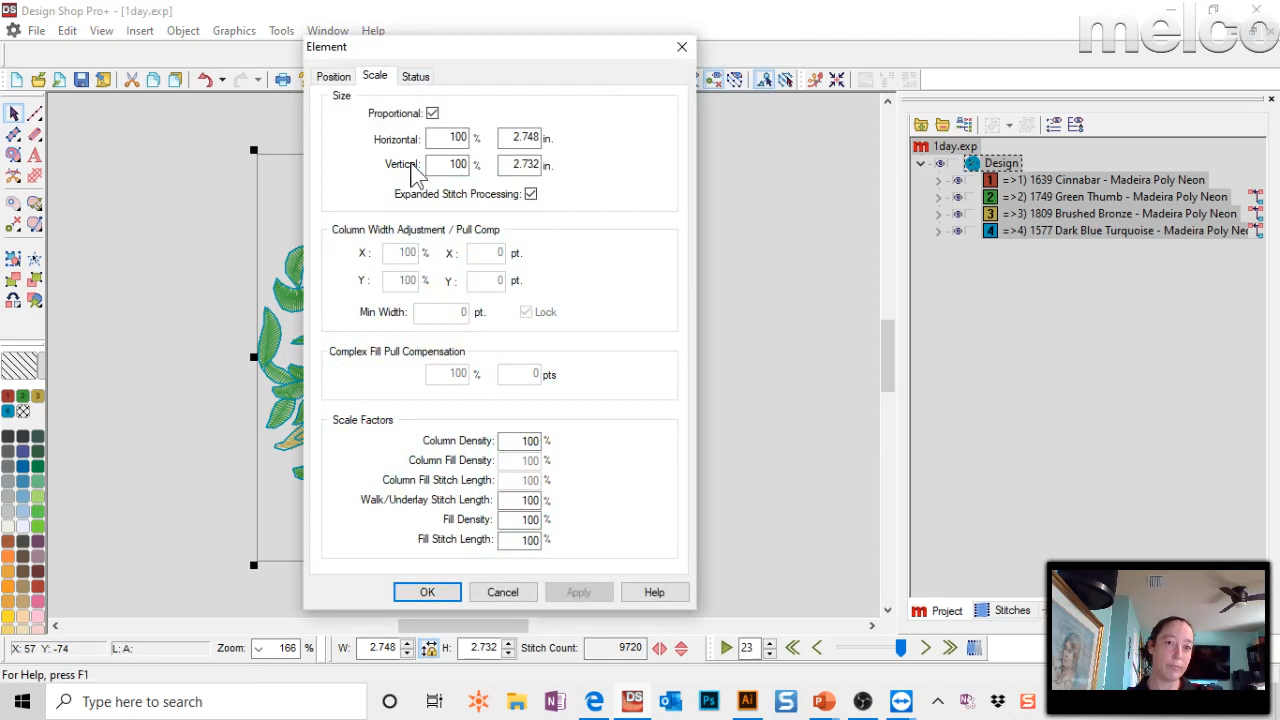 DS Design Shop Pro+ - [1day.exp]
File Edit View Insert Object Graphics Tools Window Help
melco
Element
Position Scale Status
Size
Proportional:
Horizontal: 100 % 2.748 in.
Vertical: 100 % 2.732 in.
Expanded Stitch Processing:
Column Width Adjustment / Pull Comp
X : 100 % X : 0 pt.
Y : 100 % Y : 0 pt.
Min Width: 0 pt. Lock
Complex Fill Pull Compensation
100 % 0 pts
Scale Factors
Column Density: 100 %
Column Fill Density: 100 %
Column Fill Stitch Length: 100 %
Walk/Underlay Stitch Length: 100 %
Fill Density: 100 %
Fill Stitch Length: 100 %
OK Cancel Apply Help
1day.exp
Design
1 =>1) 1639 Cinnabar - Madeira Poly Neon
2 =>2) 1749 Green Thumb - Madeira Poly Neon
3 =>3) 1809 Brushed Bronze - Madeira Poly Neon
4 =>4) 1577 Dark Blue Turquoise - Madeira Poly Ne
Project Stitches
X: 57 Y: -74 L: A: Zoom: 166 % W: 2.748 H: 2.732 Stitch Count: 9720 23
For Help, press F1
Type here to search